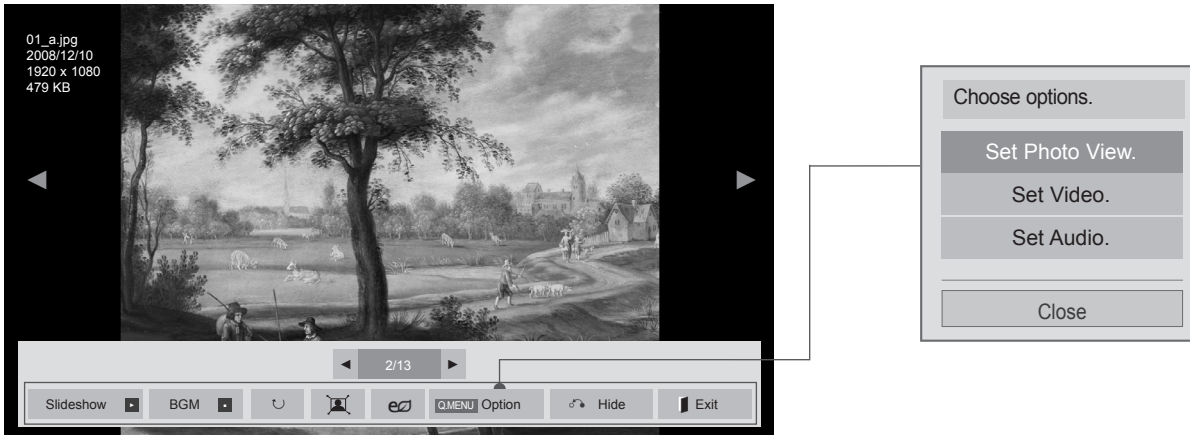 01_a.jpg
2008/12/10
1920 x 1080
479 KB
Choose options.
Set Photo View.
Set Video.
Set Audio.
Close
2/13
Slideshow BGM Q.MENU Option Hide Exit